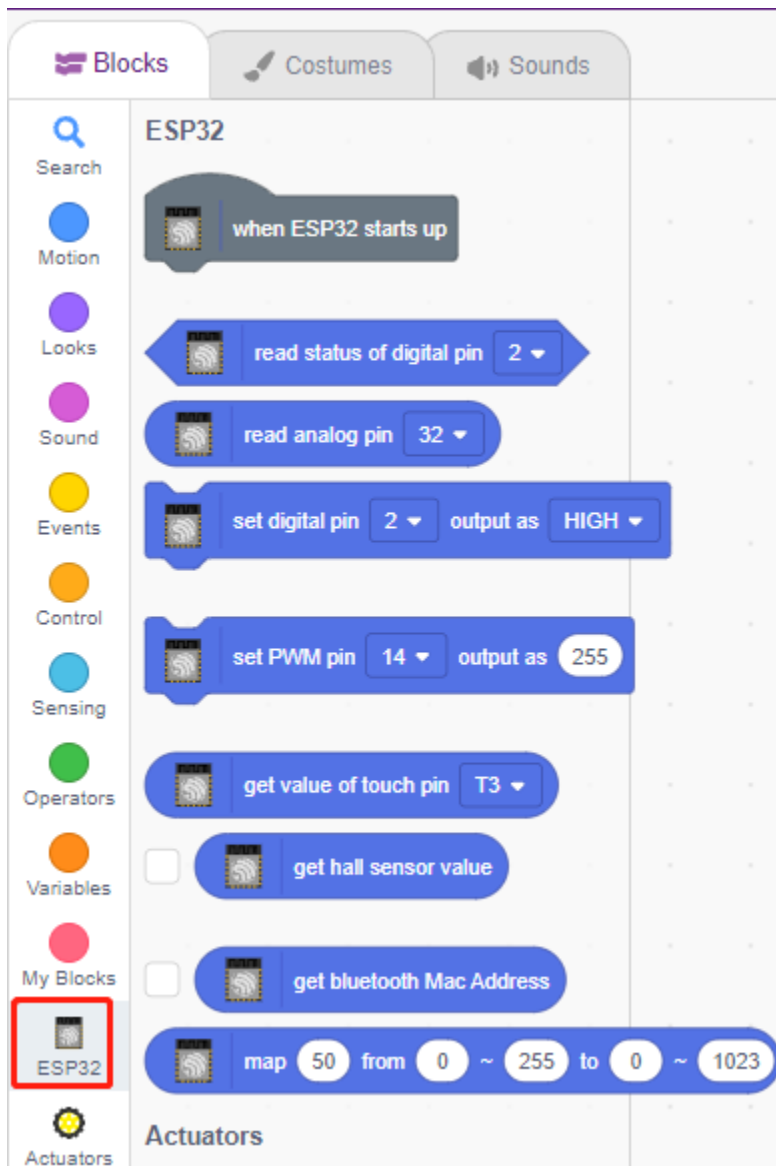 Blocks
Costumes
Sounds
Search
Motion
Looks
Sound
Events
Control
Sensing
Operators
Variables
My Blocks
ESP32
Actuators
ESP32
when ESP32 starts up
read status of digital pin 2
read analog pin 32
set digital pin 2 output as HIGH
set PWM pin 14 output as 255
get value of touch pin T3
get hall sensor value
get bluetooth Mac Address
map 50 from 0 ~ 255 to 0 ~ 1023
Actuators